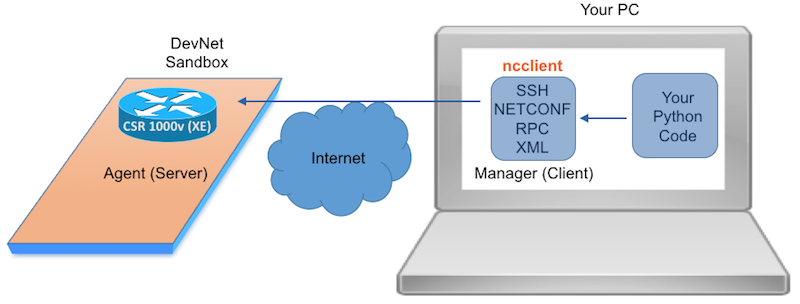 Your PC
DevNet
Sandbox
CSR 1000v (XE)
Agent (Server)
Internet
ncclient
SSH
NETCONF
RPC
XML
Manager (Client)
Your
Python
Code